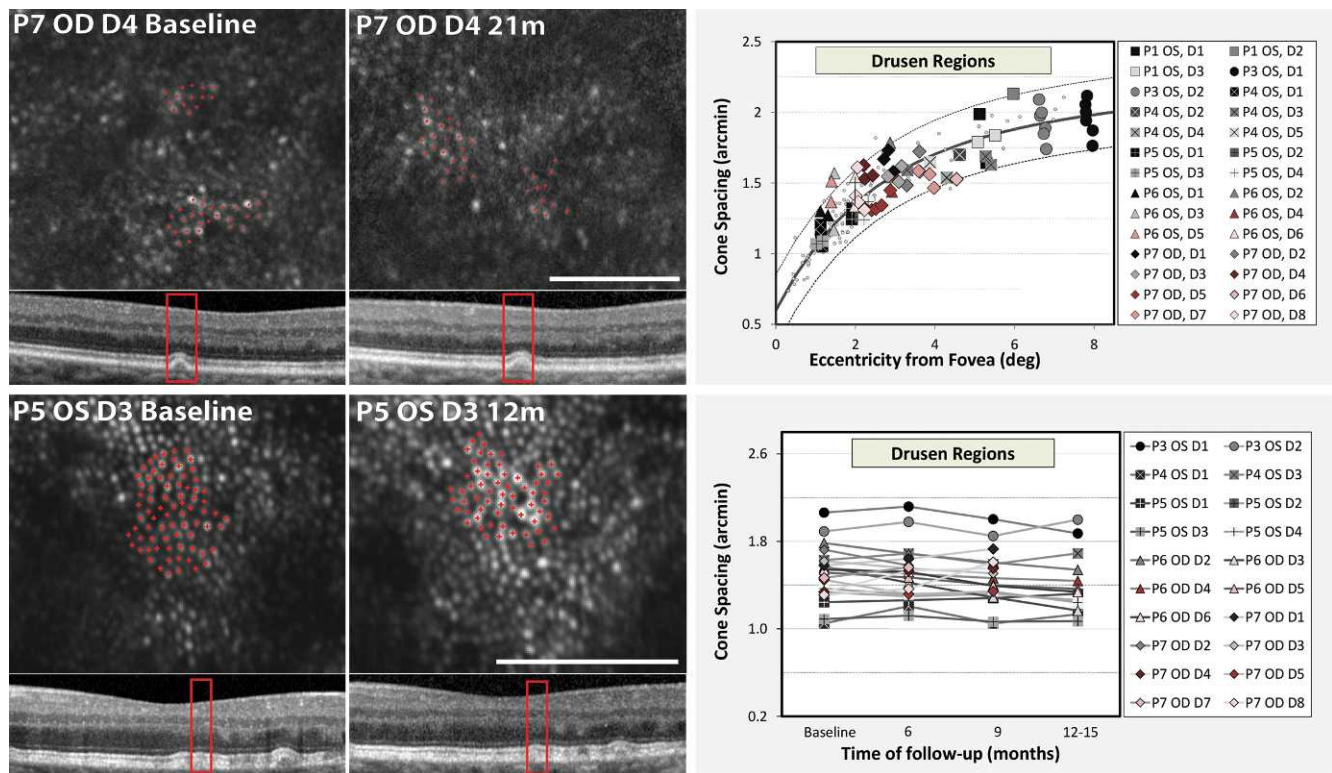 P7 OD D4 Baseline
P7 OD D4 21m
P5 OS D3 Baseline
P5 OS D3 12m
Drusen Regions
Cone Spacing (arcmin)
2.5
2
1.5
1
0.5
0 2 4 6 8
Eccentricity from Fovea (deg)
P1 OS, D1 P1 OS, D2
P1 OS, D3 P3 OS, D1
P3 OS, D2 P4 OS, D1
P4 OS, D2 P4 OS, D3
P4 OS, D4 P4 OS, D5
P5 OS, D1 P5 OS, D2
P5 OS, D3 P5 OS, D4
P6 OS, D1 P6 OS, D2
P6 OS, D3 P6 OS, D4
P6 OS, D5 P6 OS, D6
P7 OD, D1 P7 OD, D2
P7 OD, D3 P7 OD, D4
P7 OD, D5 P7 OD, D6
P7 OD, D7 P7 OD, D8
Drusen Regions
Cone Spacing (arcmin)
2.6
1.8
1.0
0.2
Baseline 6 9 12-15
Time of follow-up (months)
P3 OS D1 P3 OS D2
P4 OS D1 P4 OS D3
P5 OS D1 P5 OS D2
P5 OS D3 P5 OS D4
P6 OD D2 P6 OD D3
P6 OD D4 P6 OD D5
P6 OD D6 P7 OD D1
P7 OD D2 P7 OD D3
P7 OD D4 P7 OD D5
P7 OD D7 P7 OD D8